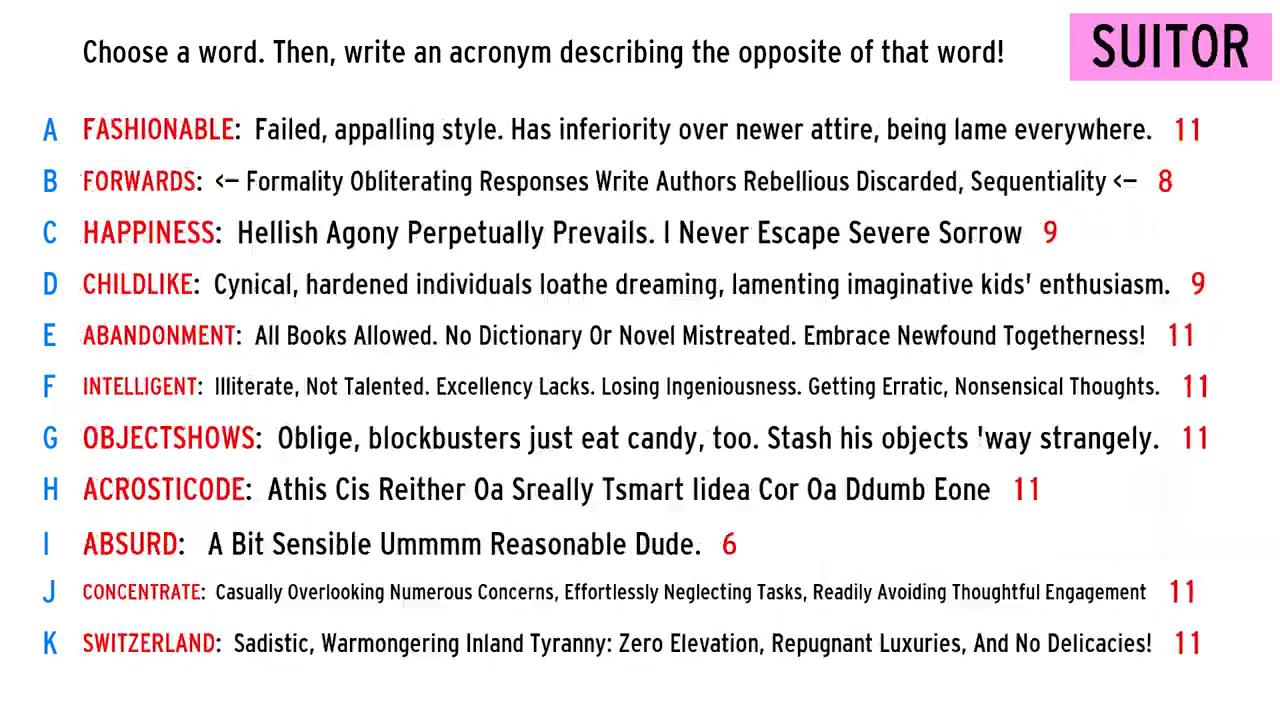 Choose a word. Then, write an acronym describing the opposite of that word!
SUITOR
A FASHIONABLE: Failed, appalling style. Has inferiority over newer attire, being lame everywhere. 11
B FORWARDS: <– Formality Obliterating Responses Write Authors Rebellious Discarded, Sequentiality <– 8
C HAPPINESS: Hellish Agony Perpetually Prevails. I Never Escape Severe Sorrow 9
D CHILDLIKE: Cynical, hardened individuals loathe dreaming, lamenting imaginative kids' enthusiasm. 9
E ABANDONMENT: All Books Allowed. No Dictionary Or Novel Mistreated. Embrace Newfound Togetherness! 11
F INTELLIGENT: Illiterate, Not Talented. Excellency Lacks. Losing Ingeniousness. Getting Erratic, Nonsensical Thoughts. 11
G OBJECTSHOWS: Oblige, blockbusters just eat candy, too. Stash his objects 'way strangely. 11
H ACROSTICODE: Athis Cis Reither Oa Sreally Tsmart Iidea Cor Oa Ddumb Eone 11
I ABSURD: A Bit Sensible Ummmm Reasonable Dude. 6
J CONCENTRATE: Casually Overlooking Numerous Concerns, Effortlessly Neglecting Tasks, Readily Avoiding Thoughtful Engagement 11
K SWITZERLAND: Sadistic, Warmongering Inland Tyranny: Zero Elevation, Repugnant Luxuries, And No Delicacies! 11